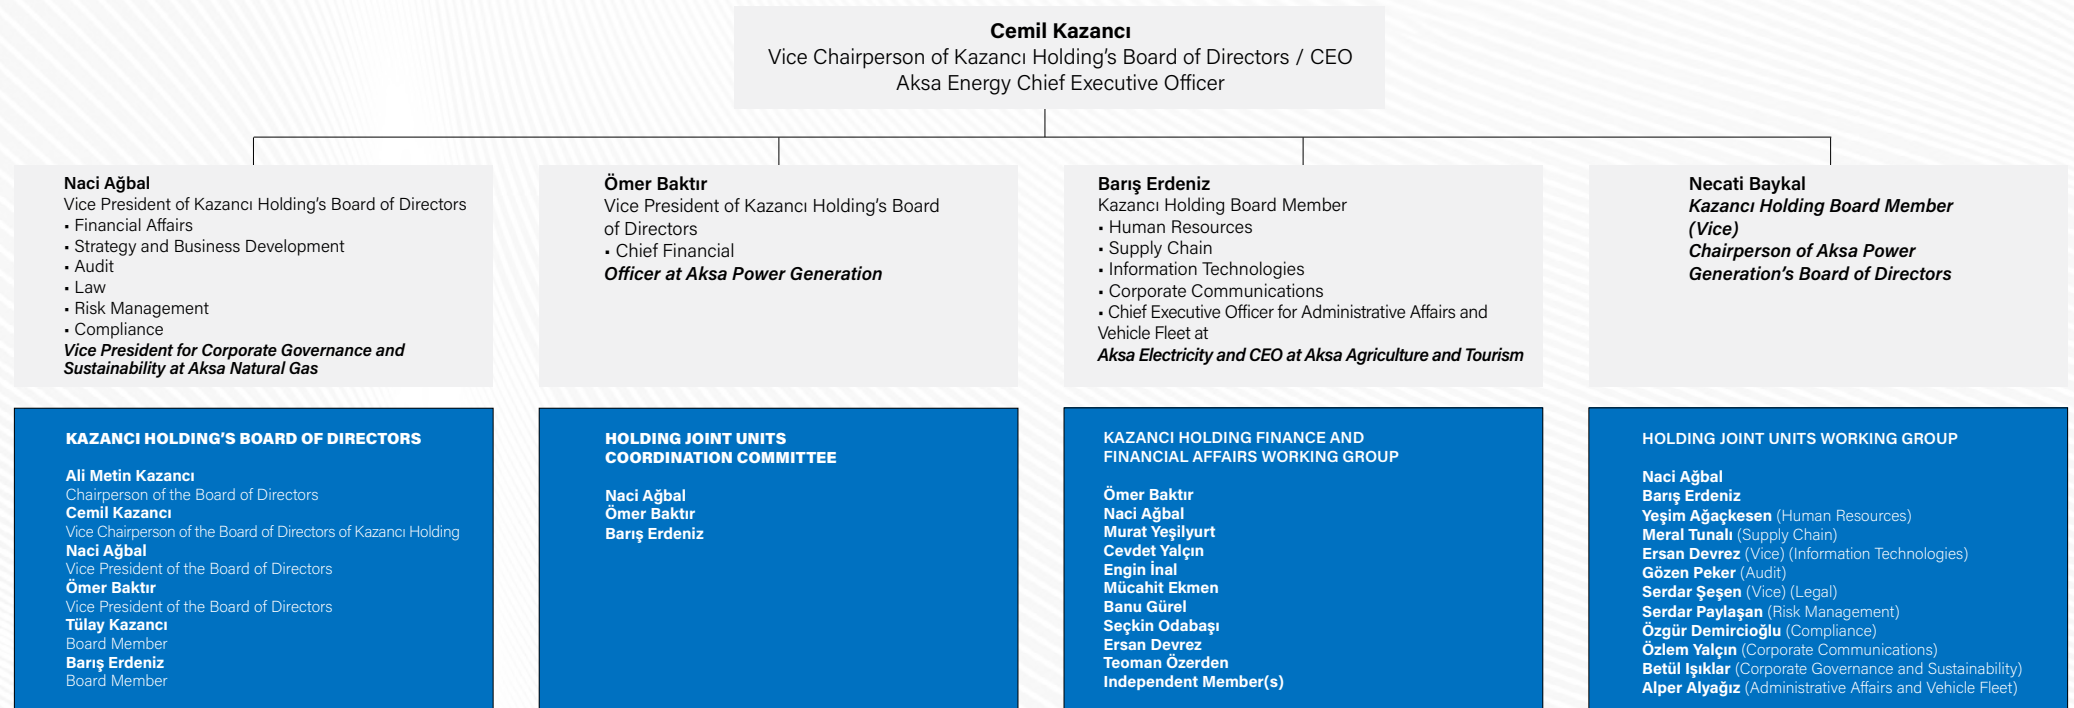 Cemil Kazancı
Vice Chairperson of Kazancı Holding's Board of Directors / CEO
Aksa Energy Chief Executive Officer
Naci Ağbal
Vice President of Kazancı Holding's Board of Directors
• Financial Affairs
• Strategy and Business Development
• Audit
• Law
• Risk Management
• Compliance
Vice President for Corporate Governance and
Sustainability at Aksa Natural Gas
Ömer Baktır
Vice President of Kazancı Holding's Board
of Directors
• Chief Financial
Officer at Aksa Power Generation
Barış Erdeniz
Kazancı Holding Board Member
• Human Resources
• Supply Chain
• Information Technologies
• Corporate Communications
• Chief Executive Officer for Administrative Affairs and
Vehicle Fleet at
Aksa Electricity and CEO at Aksa Agriculture and Tourism
Necati Baykal
Kazancı Holding Board Member
(Vice)
Chairperson of Aksa Power
Generation's Board of Directors
KAZANCI HOLDING'S BOARD OF DIRECTORS
Ali Metin Kazancı
Chairperson of the Board of Directors
Cemil Kazancı
Vice Chairperson of the Board of Directors of Kazancı Holding
Naci Ağbal
Vice President of the Board of Directors
Ömer Baktır
Vice President of the Board of Directors
Tülay Kazancı
Board Member
Barış Erdeniz
Board Member
HOLDING JOINT UNITS
COORDINATION COMMITTEE
Naci Ağbal
Ömer Baktır
Barış Erdeniz
KAZANCI HOLDING FINANCE AND
FINANCIAL AFFAIRS WORKING GROUP
Ömer Baktır
Naci Ağbal
Murat Yeşilyurt
Cevdet Yalçın
Engin İnal
Mücahit Ekmen
Banu Gürel
Seçkin Odabaşı
Ersan Devrez
Teoman Özerden
Independent Member(s)
HOLDING JOINT UNITS WORKING GROUP
Naci Ağbal
Barış Erdeniz
Yeşim Ağaçkesen (Human Resources)
Meral Tunalı (Supply Chain)
Ersan Devrez (Vice) (Information Technologies)
Gözen Peker (Audit)
Serdar Şeşen (Vice) (Legal)
Serdar Paylaşan (Risk Management)
Özgür Demircioğlu (Compliance)
Özlem Yalçın (Corporate Communications)
Betül Işıklar (Corporate Governance and Sustainability)
Alper Alyağız (Administrative Affairs and Vehicle Fleet)